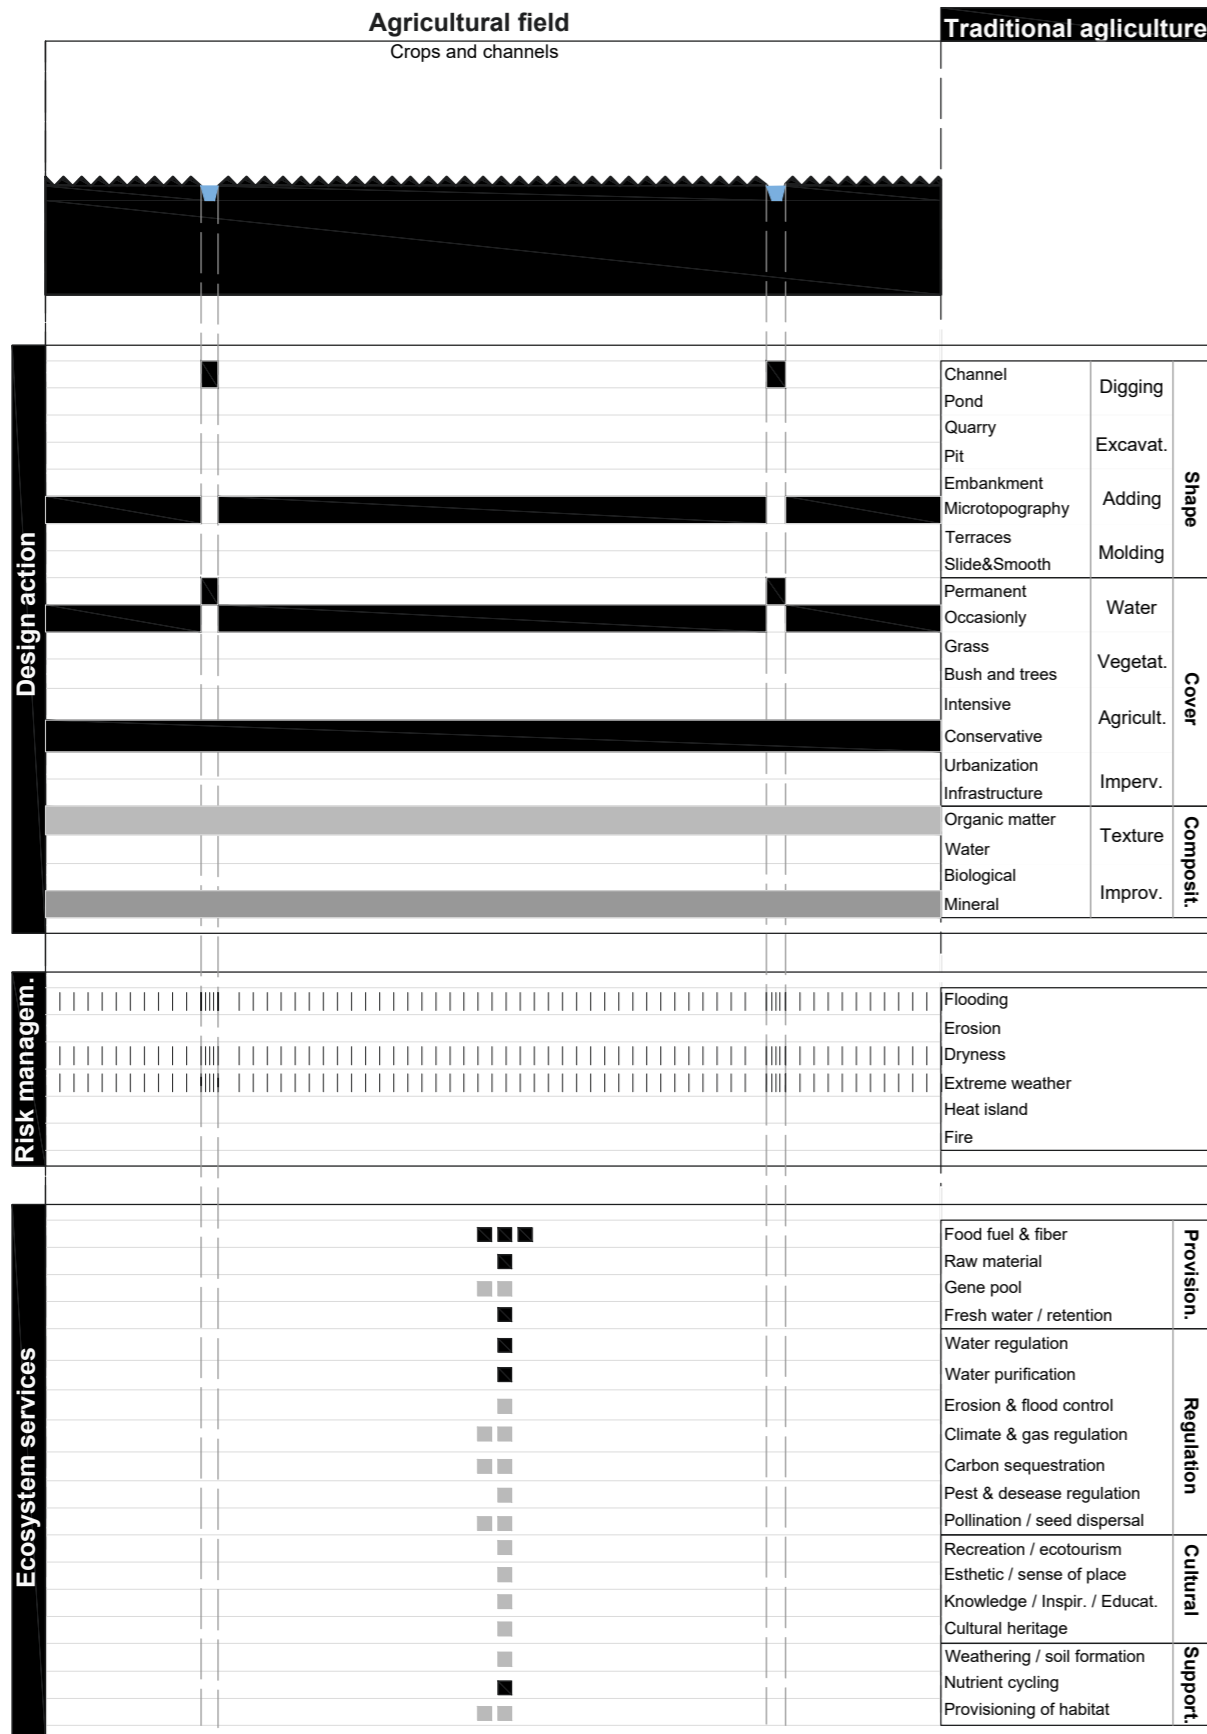 Agricultural field
Traditional agliculture
Crops and channels
Design action
Channel
Pond
Digging
Quarry
Pit
Excavat.
Embankment
Microtopography
Adding
Terraces
Slide&Smooth
Molding
Shape
Permanent
Occasionly
Water
Grass
Bush and trees
Vegetat.
Intensive
Conservative
Agricult.
Urbanization
Infrastructure
Imperv.
Cover
Organic matter
Water
Texture
Biological
Mineral
Improv.
Composit.
Risk managem.
Flooding
Erosion
Dryness
Extreme weather
Heat island
Fire
Ecosystem services
Food fuel & fiber
Raw material
Gene pool
Fresh water / retention
Provision.
Water regulation
Water purification
Erosion & flood control
Climate & gas regulation
Carbon sequestration
Pest & desease regulation
Pollination / seed dispersal
Regulation
Recreation / ecotourism
Esthetic / sense of place
Knowledge / Inspir. / Educat.
Cultural heritage
Cultural
Weathering / soil formation
Nutrient cycling
Provisioning of habitat
Support.